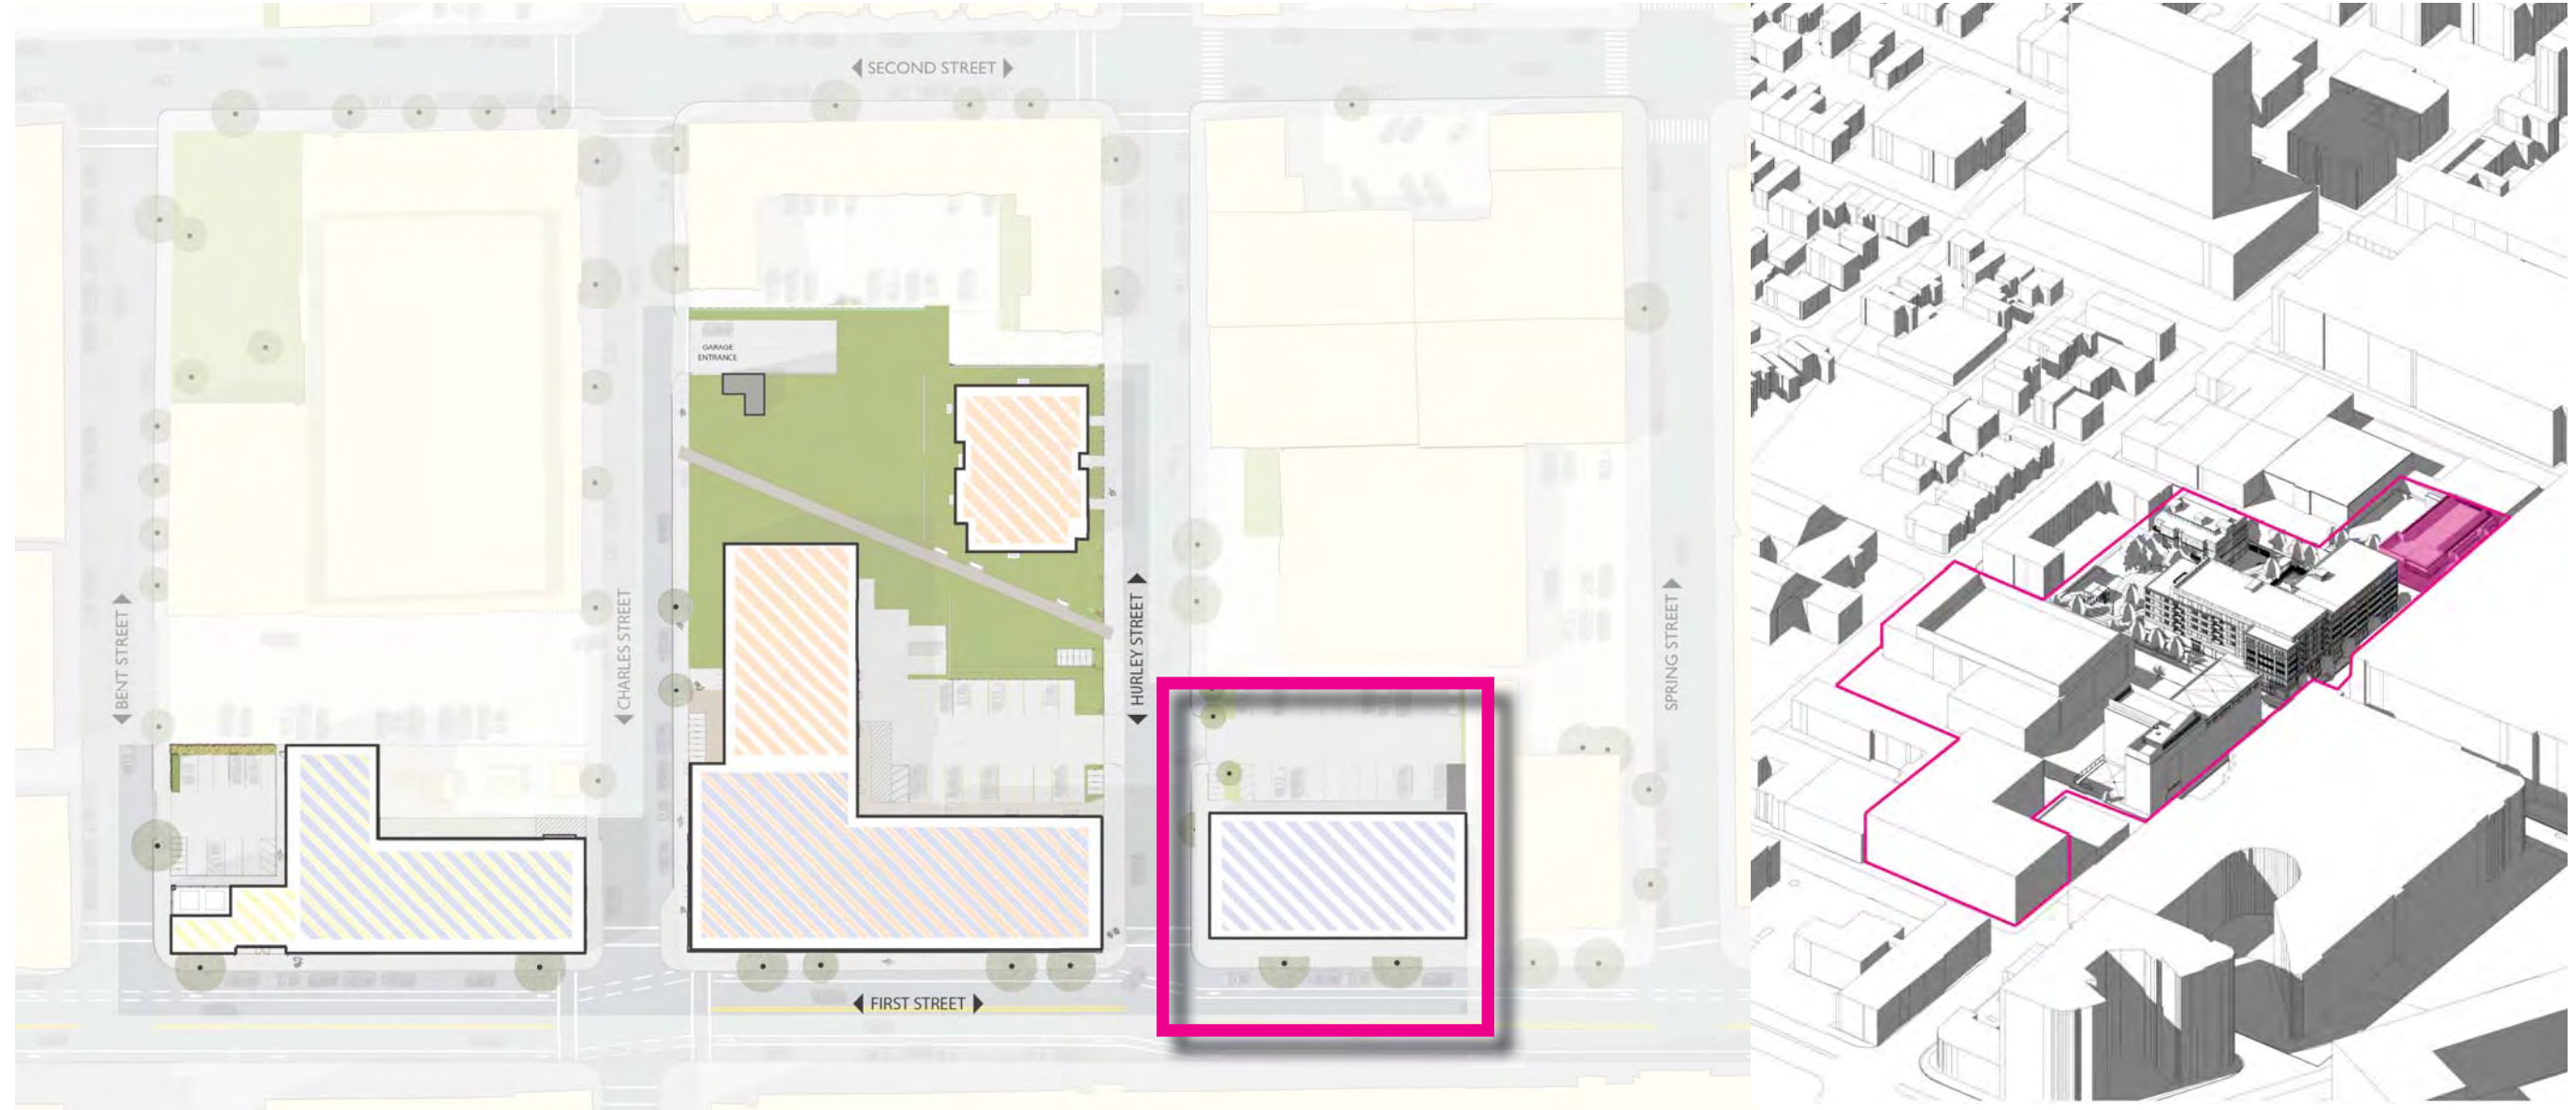 SECOND STREET
GARAGE
ENTRANCE
BENT STREET
CHARLES STREET
HURLEY STREET
SPRING STREET
FIRST STREET